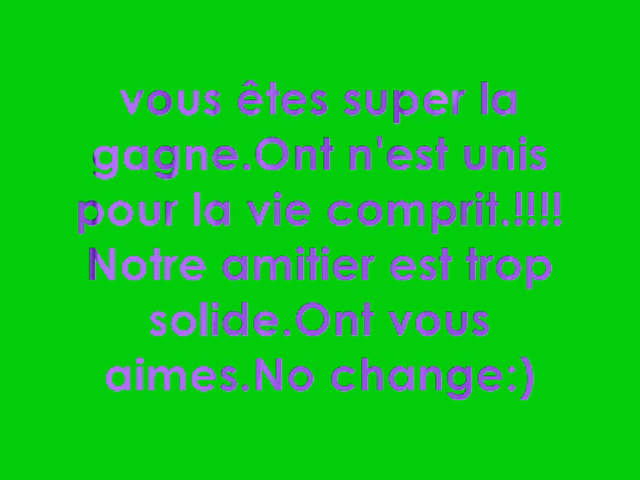 vous êtes super la
gagne.Ont n'est unis
pour la vie comprit.!!!!
Notre amitier est trop
solide.Ont vous
aimes.No change:)